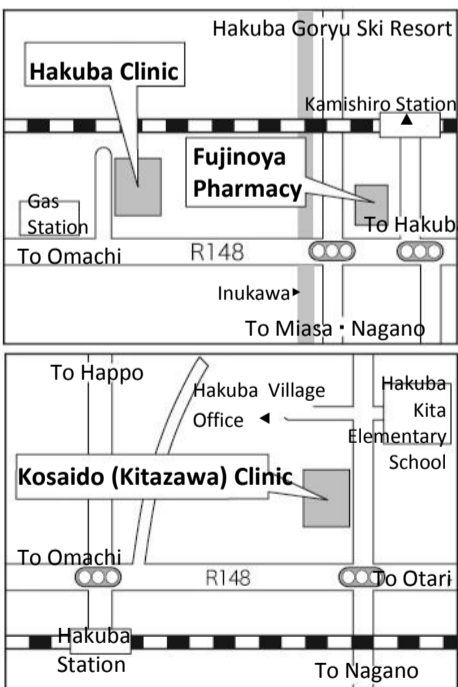 Hakuba Goryu Ski Resort
Hakuba Clinic
Kamishiro Station
Fujinoya
Pharmacy
Gas
Station
To Hakub
To Omachi
R148
Inukawa
To Miasa・Nagano
To Happo
Hakuba Village
Office
Hakuba
Kita
Elementary
School
Kosaido (Kitazawa) Clinic
To Omachi
R148
To Otari
Hakuba
Station
To Nagano